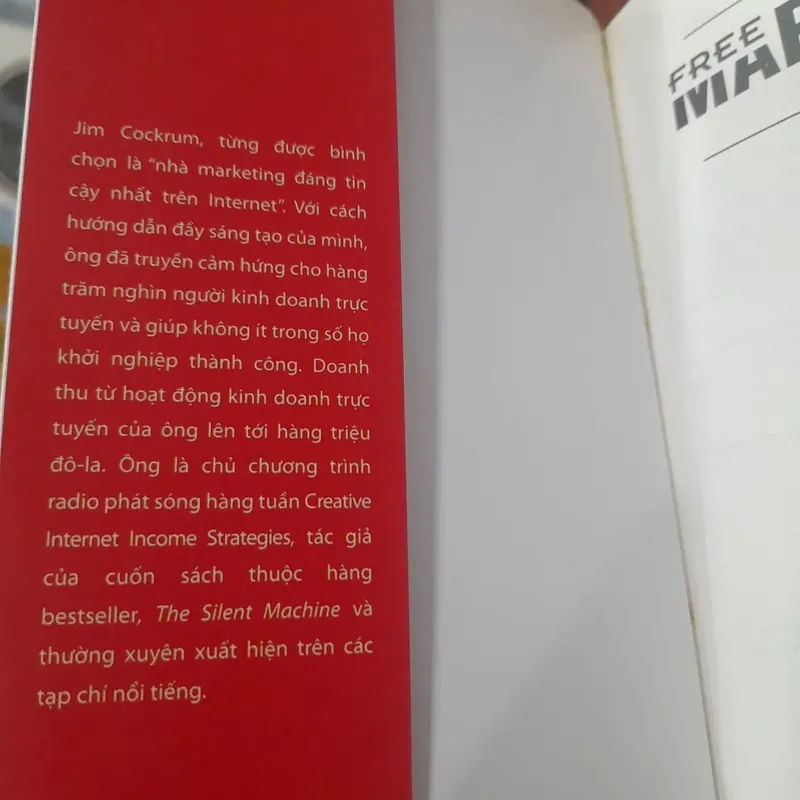 Jim Cockrum, từng được bình
chọn là "nhà marketing đáng tin
cậy nhất trên Internet". Với cách
hướng dẫn đầy sáng tạo của mình,
ông đã truyền cảm hứng cho hàng
trăm nghìn người kinh doanh trực
tuyến và giúp không ít trong số họ
khởi nghiệp thành công. Doanh
thu từ hoạt động kinh doanh trực
tuyến của ông lên tới hàng triệu
đô-la. Ông là chủ chương trình
radio phát sóng hàng tuần Creative
Internet Income Strategies, tác giả
của cuốn sách thuộc hàng
bestseller, The Silent Machine và
thường xuyên xuất hiện trên các
tạp chí nổi tiếng.
FREE